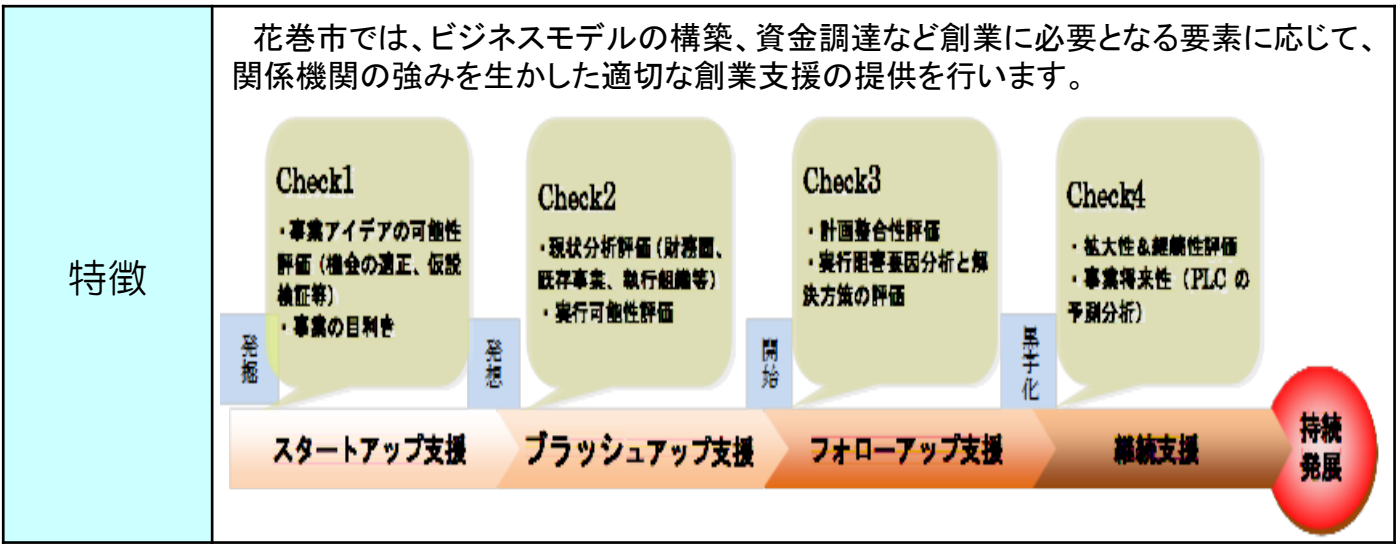 特徴
花巻市では、ビジネスモデルの構築、資金調達など創業に必要となる要素に応じて、
関係機関の強みを生かした適切な創業支援の提供を行います。
Check1
・事業アイデアの可能性
評価（機会の適正、仮説
検証等）
・事業の目利き
Check2
・現状分析評価（財務面、
既存事業、執行組織等）
・実行可能性評価
Check3
・計画整合性評価
・実行阻害要因分析と解
決方策の評価
Check4
・拡大性＆継続性評価
・事業将来性（PLC の
予測分析）
発想
開始
黒字化
スタートアップ支援
ブラッシュアップ支援
フォローアップ支援
継続支援
持続
発展